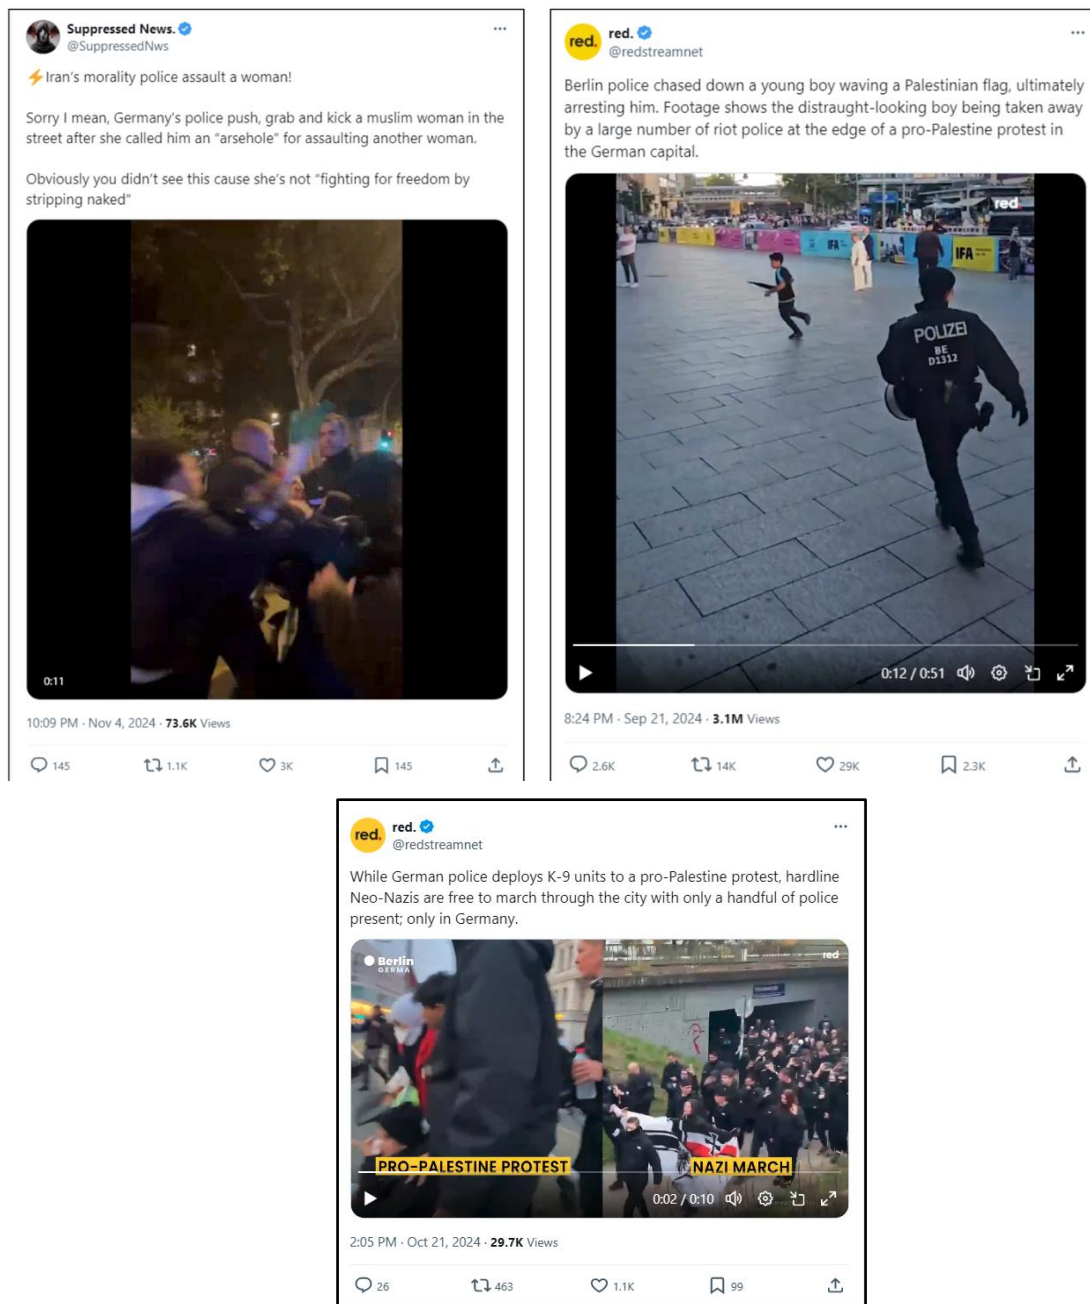 Suppressed News.
@SuppressedNws
⚡Iran's morality police assault a woman!
Sorry I mean, Germany's police push, grab and kick a muslim woman in the
street after she called him an "arsehole" for assaulting another woman.
Obviously you didn't see this cause she's not "fighting for freedom by
stripping naked"
0:11
10:09 PM · Nov 4, 2024 · 73.6K Views
145 1.1K 3K 145
red.
red.
@redstreamnet
Berlin police chased down a young boy waving a Palestinian flag, ultimately
arresting him. Footage shows the distraught-looking boy being taken away
by a large number of riot police at the edge of a pro-Palestine protest in
the German capital.
red
IFA
IFA
POLIZEI
BE
D1312
0:12 / 0:51
8:24 PM · Sep 21, 2024 · 3.1M Views
2.6K 14K 29K 2.3K
red.
red.
@redstreamnet
While German police deploys K-9 units to a pro-Palestine protest, hardline
Neo-Nazis are free to march through the city with only a handful of police
present; only in Germany.
Berlin
GERMA
red
PRO-PALESTINE PROTEST
NAZI MARCH
0:02 / 0:10
2:05 PM · Oct 21, 2024 · 29.7K Views
26 463 1.1K 99